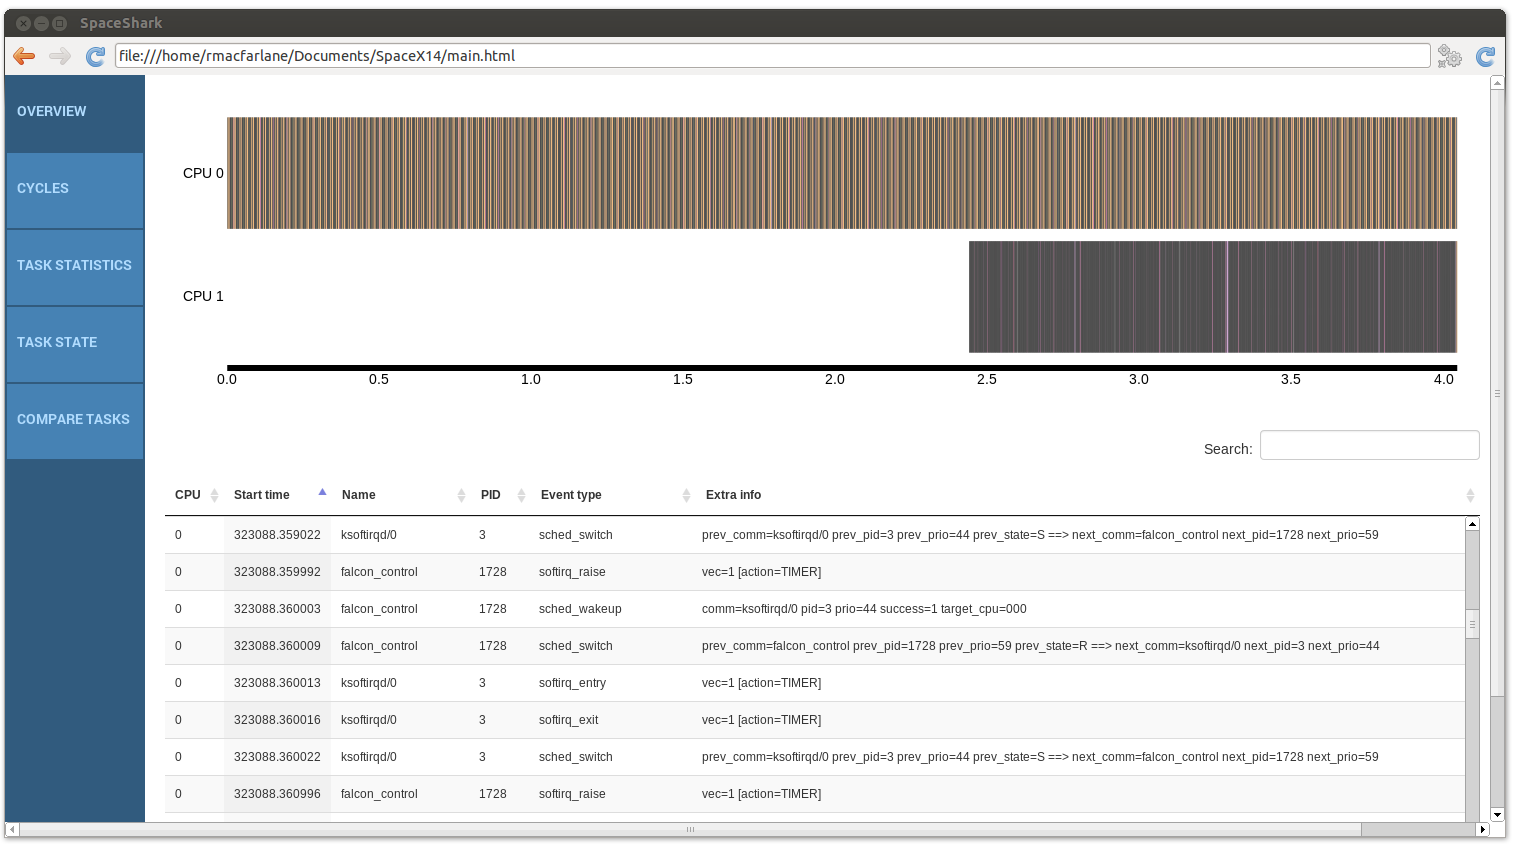 SpaceShark
file:///home/rmacfarlane/Documents/SpaceX14/main.html
OVERVIEW
CYCLES
TASK STATISTICS
TASK STATE
COMPARE TASKS
CPU 0
CPU 1
0.0 0.5 1.0 1.5 2.0 2.5 3.0 3.5 4.0
Search:
CPU Start time Name PID Event type Extra info
0 323088.359022 ksoftirqd/0 3 sched_switch prev_comm=ksoftirqd/0 prev_pid=3 prev_prio=44 prev_state=S ==> next_comm=falcon_control next_pid=1728 next_prio=59
0 323088.359992 falcon_control 1728 softirq_raise vec=1 [action=TIMER]
0 323088.360003 falcon_control 1728 sched_wakeup comm=ksoftirqd/0 pid=3 prio=44 success=1 target_cpu=000
0 323088.360009 falcon_control 1728 sched_switch prev_comm=falcon_control prev_pid=1728 prev_prio=59 prev_state=R ==> next_comm=ksoftirqd/0 next_pid=3 next_prio=44
0 323088.360013 ksoftirqd/0 3 softirq_entry vec=1 [action=TIMER]
0 323088.360016 ksoftirqd/0 3 softirq_exit vec=1 [action=TIMER]
0 323088.360022 ksoftirqd/0 3 sched_switch prev_comm=ksoftirqd/0 prev_pid=3 prev_prio=44 prev_state=S ==> next_comm=falcon_control next_pid=1728 next_prio=59
0 323088.360996 falcon_control 1728 softirq_raise vec=1 [action=TIMER]